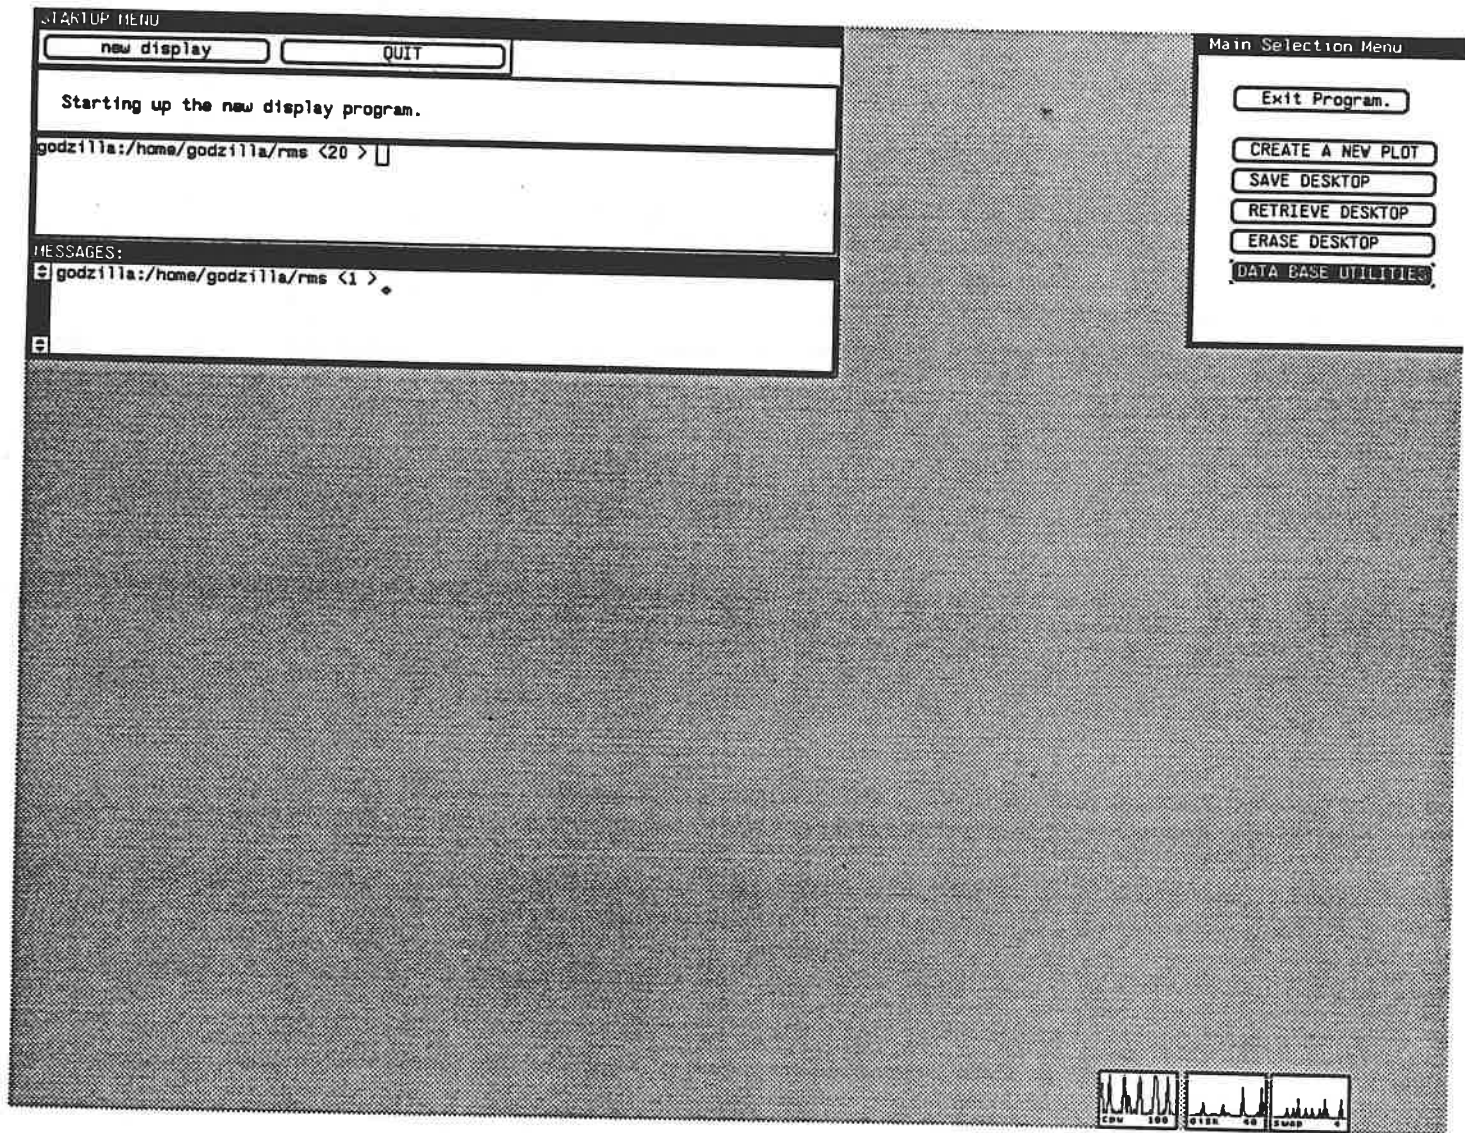 STARTUP MENU
new display
QUIT
Starting up the new display program.
godzilla:/home/godzilla/rms <20 >
MESSAGES:
godzilla:/home/godzilla/rms <1 >
Main Selection Menu
Exit Program.
CREATE A NEW PLOT
SAVE DESKTOP
RETRIEVE DESKTOP
ERASE DESKTOP
DATA BASE UTILITIES
CPU 100
DISK 40
SWAP 4